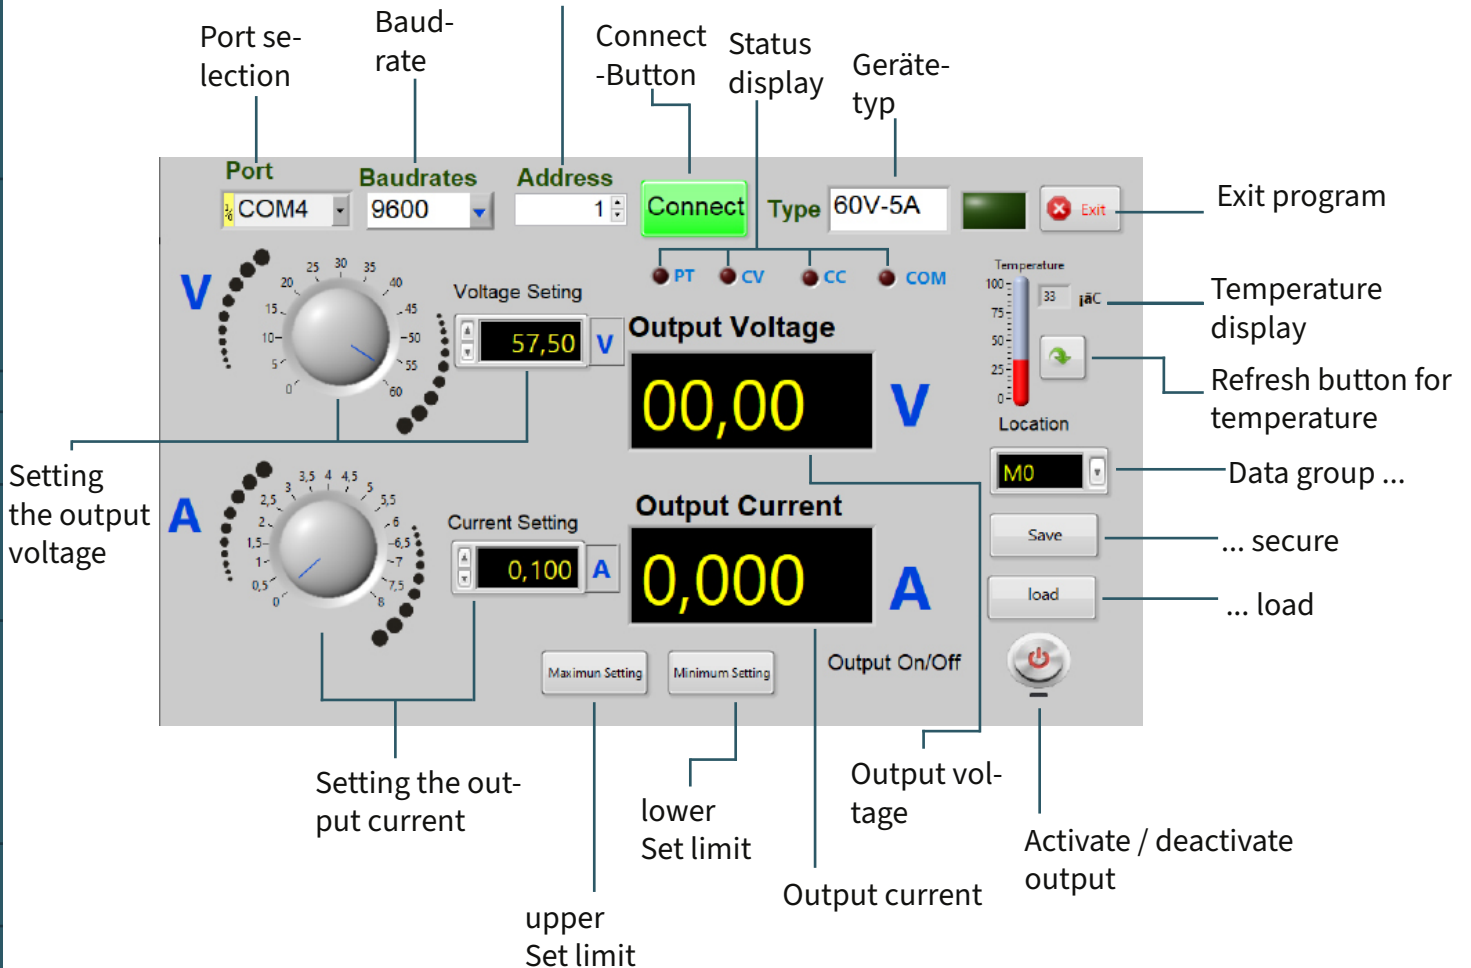 Port se-
lection
Baud-
rate
Connect
-Button
Status
display
Geräte-
typ
Port
Baudrates
Address
COM4
9600
1
Connect
Type
60V-5A
Exit
Exit program
PT
CV
CC
COM
Temperature
100
75
50
25
0
33
¡ãC
Temperature
display
Refresh button for
temperature
V
0
5
10
15
20
25
30
35
40
45
50
55
60
Voltage Seting
57,50
V
Output Voltage
00,00
V
Location
M0
Data group ...
Save
... secure
load
... load
Setting
the output
voltage
A
0
0,5
1
1,5
2
2,5
3
3,5
4
4,5
5
5,5
6
6,5
7
7,5
8
Current Setting
0,100
A
Output Current
0,000
A
Maximun Setting
Minimum Setting
Output On/Off
Setting the out-
put current
lower
Set limit
upper
Set limit
Output vol-
tage
Output current
Activate / deactivate
output